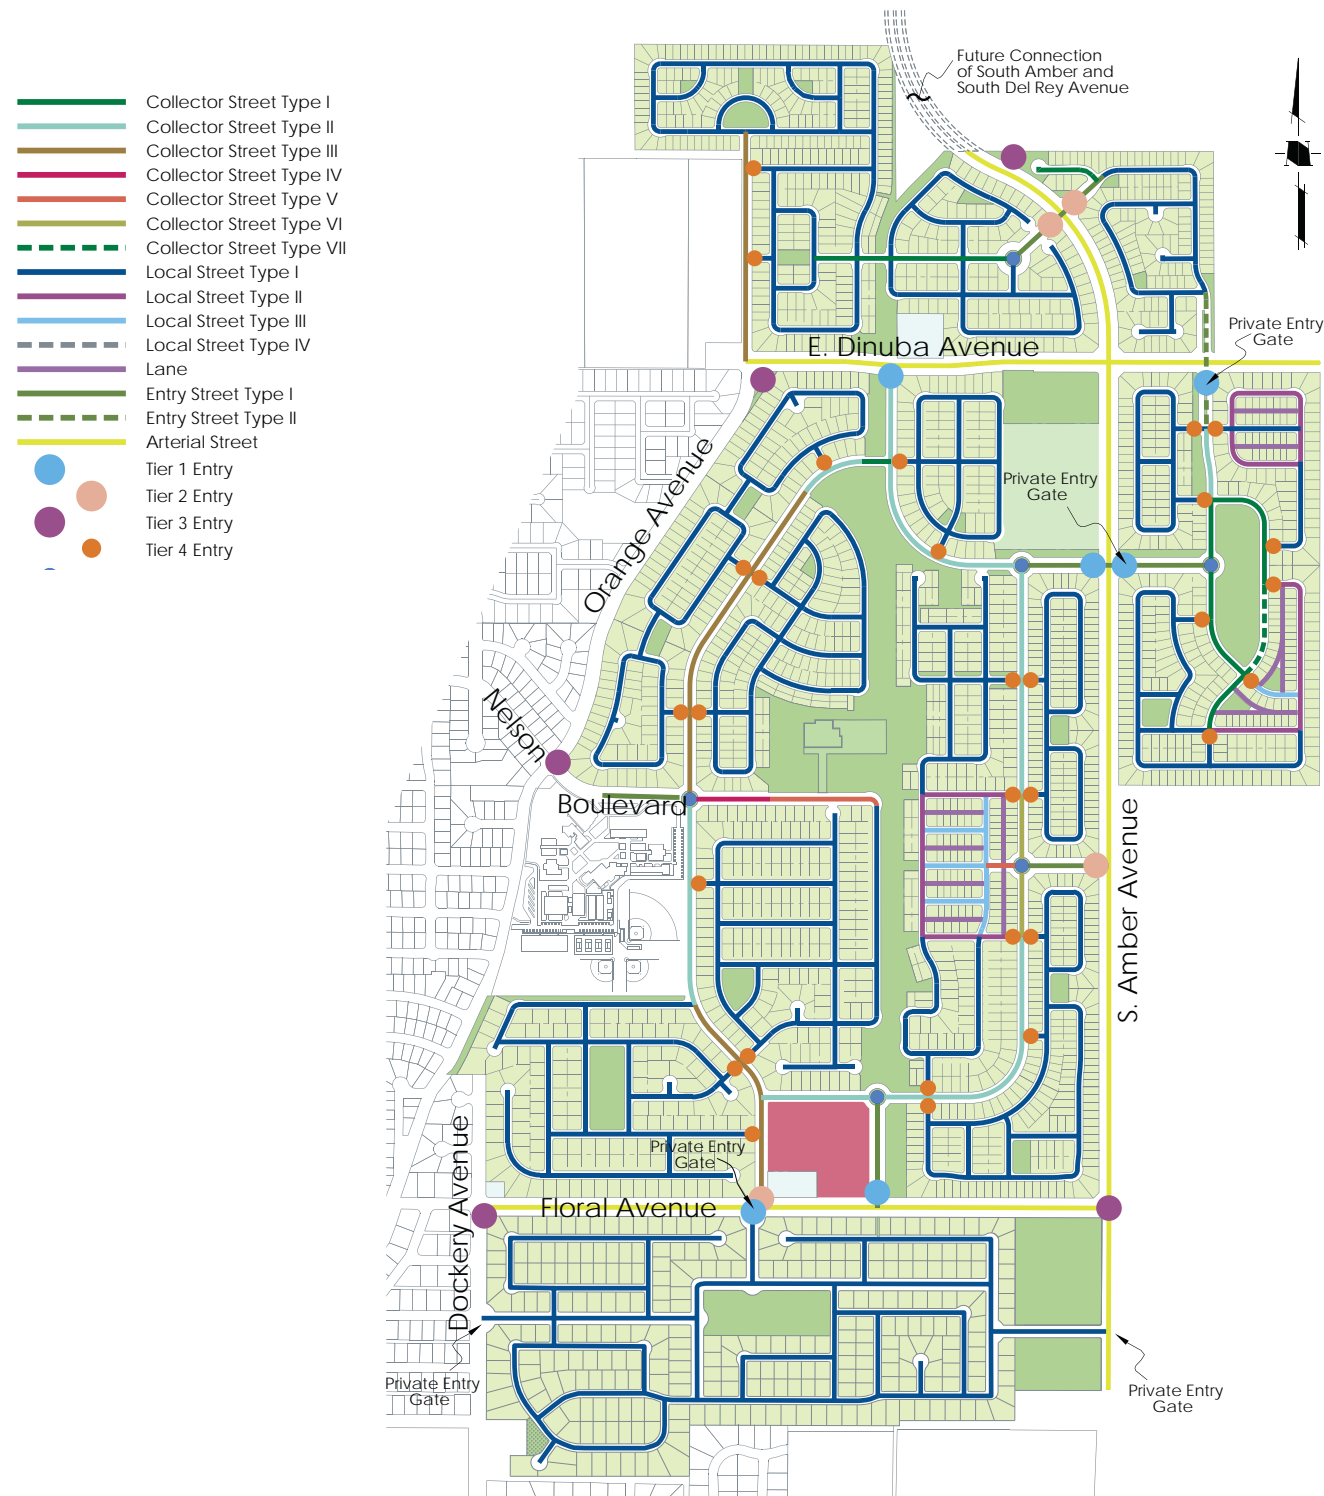 Future Connection
of South Amber and
South Del Rey Avenue
Collector Street Type I
Collector Street Type II
Collector Street Type III
Collector Street Type IV
Collector Street Type V
Collector Street Type VI
Collector Street Type VII
Local Street Type I
Local Street Type II
Local Street Type III
Local Street Type IV
Lane
Entry Street Type I
Entry Street Type II
Arterial Street
Tier 1 Entry
Tier 2 Entry
Tier 3 Entry
Tier 4 Entry
Private Entry
Gate
E. Dinuba Avenue
Orange Avenue
Private Entry
Gate
Nelson
Boulevard
S. Amber Avenue
Private Entry
Gate
Floral Avenue
Dockery Avenue
Private Entry
Gate
Private Entry
Gate